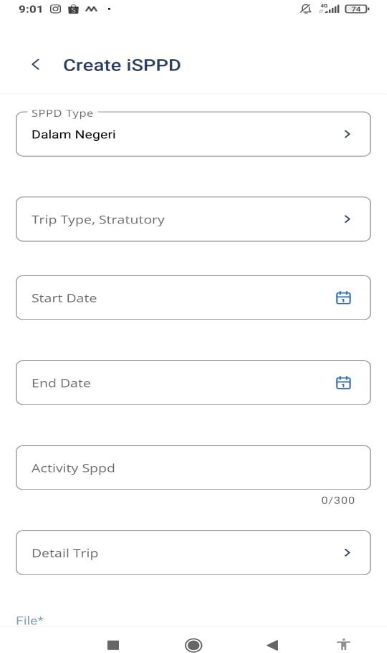 9:01
4G
74
Create iSPPD
SPPD Type
Dalam Negeri
Trip Type, Stratutory
Start Date
End Date
Activity Sppd
0/300
Detail Trip
File*